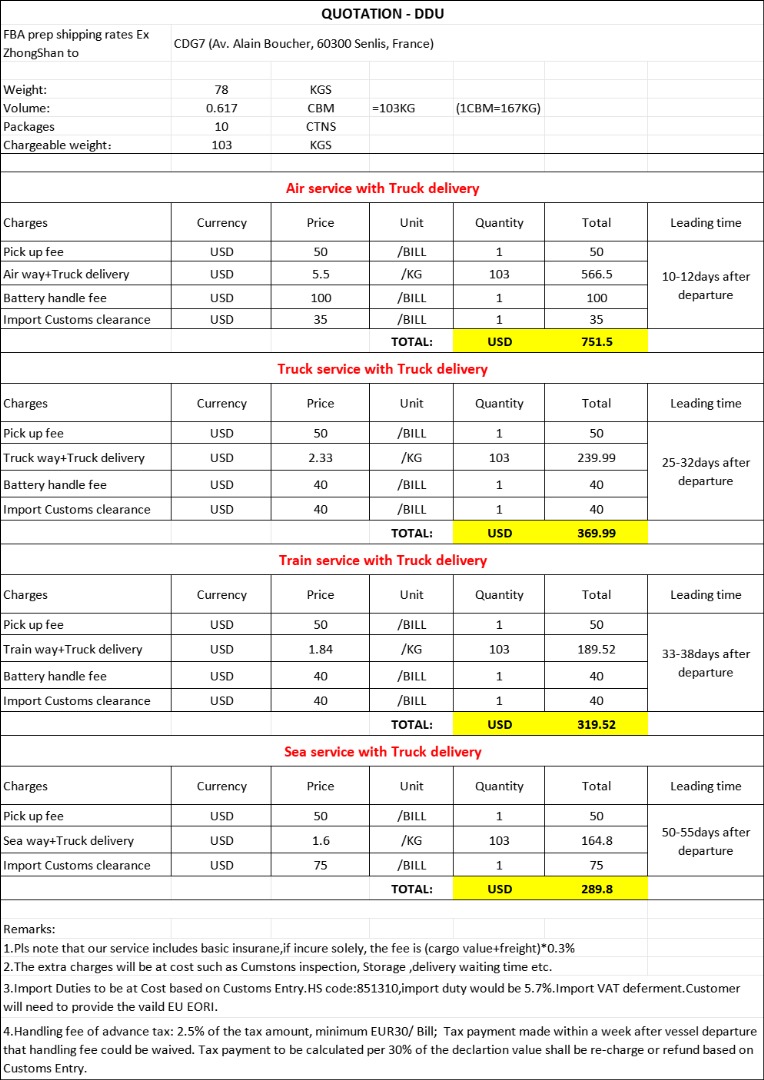 QUOTATION - DDU
FBA prep shipping rates Ex
ZhongShan to
CDG7 (Av. Alain Boucher, 60300 Senlis, France)
Weight: 78 KGS
Volume: 0.617 CBM =103KG (1CBM=167KG)
Packages 10 CTNS
Chargeable weight: 103 KGS
Air service with Truck delivery
Charges Currency Price Unit Quantity Total Leading time
Pick up fee USD 50 /BILL 1 50
Air way+Truck delivery USD 5.5 /KG 103 566.5
Battery handle fee USD 100 /BILL 1 100
Import Customs clearance USD 35 /BILL 1 35
10-12days after
departure
TOTAL: USD 751.5
Truck service with Truck delivery
Charges Currency Price Unit Quantity Total Leading time
Pick up fee USD 50 /BILL 1 50
Truck way+Truck delivery USD 2.33 /KG 103 239.99
Battery handle fee USD 40 /BILL 1 40
Import Customs clearance USD 40 /BILL 1 40
25-32days after
departure
TOTAL: USD 369.99
Train service with Truck delivery
Charges Currency Price Unit Quantity Total Leading time
Pick up fee USD 50 /BILL 1 50
Train way+Truck delivery USD 1.84 /KG 103 189.52
Battery handle fee USD 40 /BILL 1 40
Import Customs clearance USD 40 /BILL 1 40
33-38days after
departure
TOTAL: USD 319.52
Sea service with Truck delivery
Charges Currency Price Unit Quantity Total Leading time
Pick up fee USD 50 /BILL 1 50
Sea way+Truck delivery USD 1.6 /KG 103 164.8
Import Customs clearance USD 75 /BILL 1 75
50-55days after
departure
TOTAL: USD 289.8
Remarks:
1.Pls note that our service includes basic insurane,if incure solely, the fee is (cargo value+freight)*0.3%
2.The extra charges will be at cost such as Cumstons inspection, Storage ,delivery waiting time etc.
3.Import Duties to be at Cost based on Customs Entry.HS code:851310,import duty would be 5.7%.Import VAT deferment.Customer
will need to provide the vaild EU EORI.
4.Handling fee of advance tax: 2.5% of the tax amount, minimum EUR30/ Bill; Tax payment made within a week after vessel departure
that handling fee could be waived. Tax payment to be calculated per 30% of the declartion value shall be re-charge or refund based on
Customs Entry.